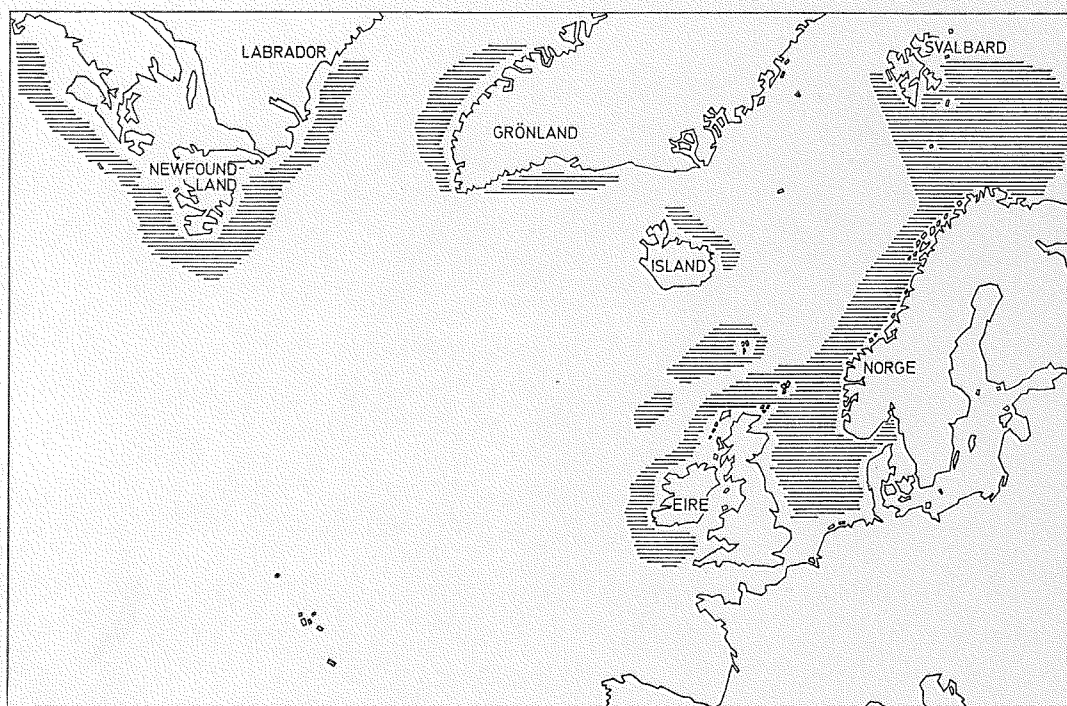 LABRADOR
SVALBARD
GRÖNLAND
NEWFOUND-
LAND
ISLAND
NORGE
EIRE